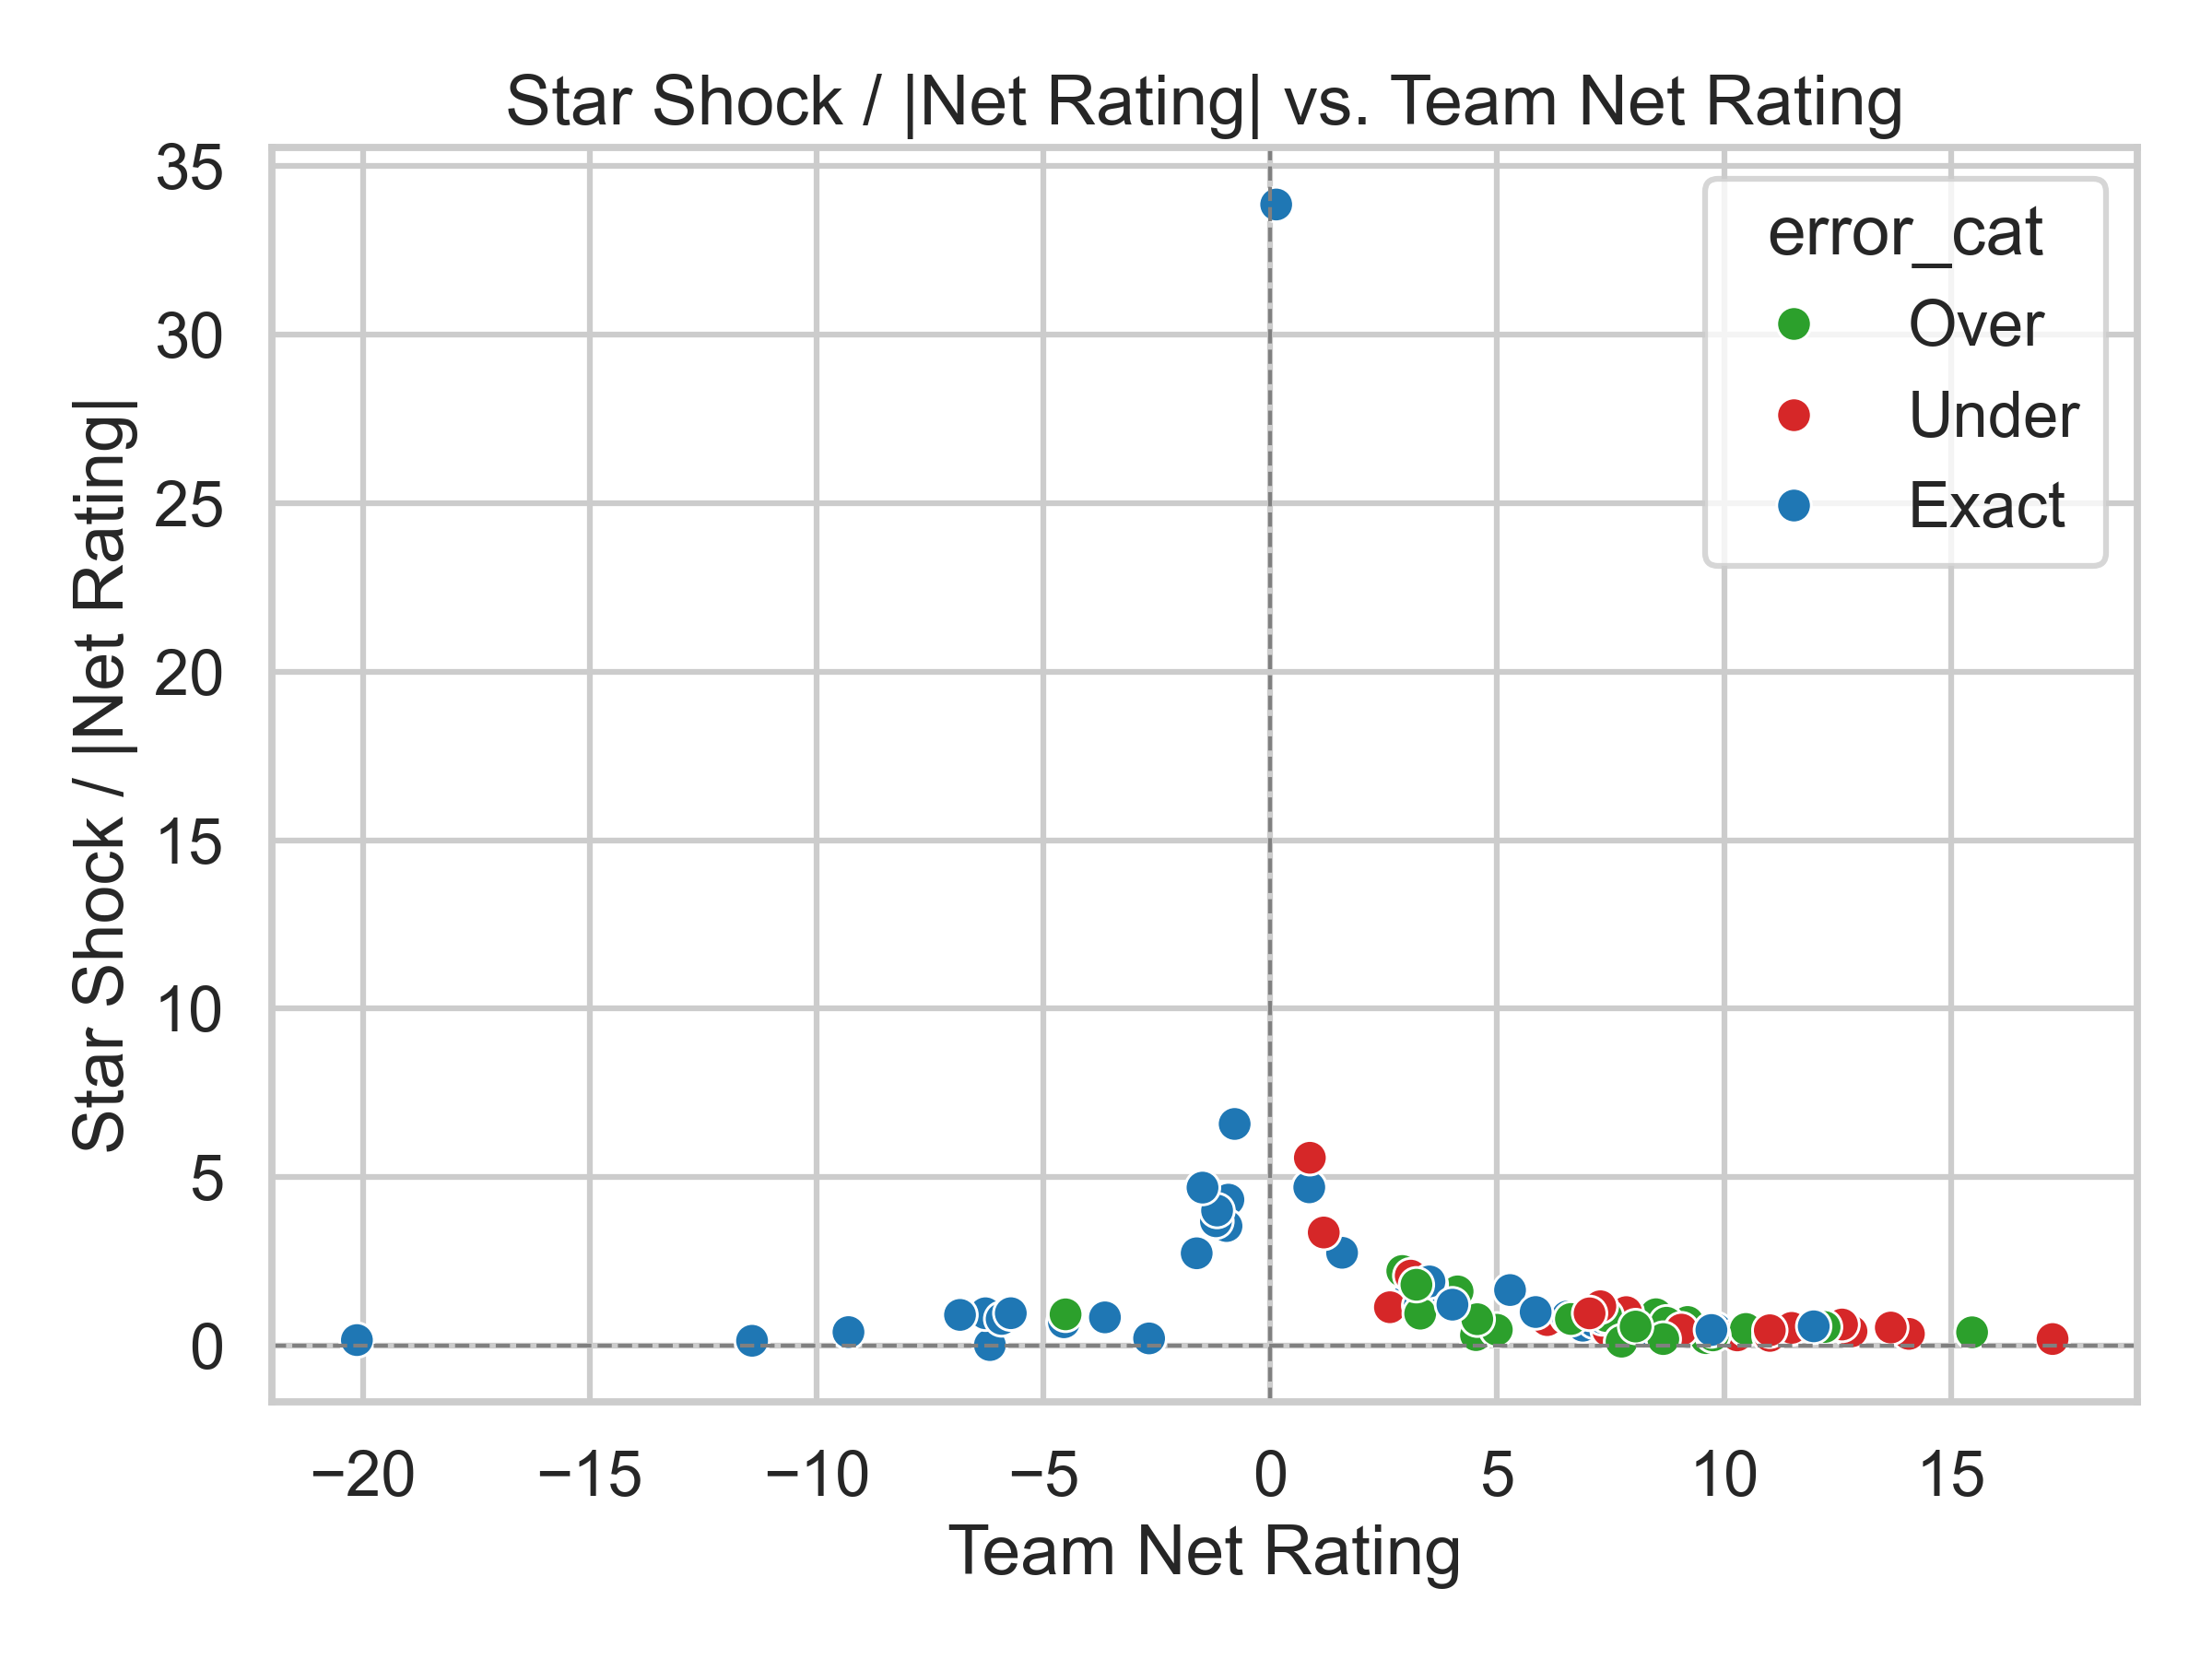 Star Shock / |Net Rating| vs. Team Net Rating
35
30
25
20
15
10
5
0
Star Shock / |Net Rating|
error_cat
Over
Under
Exact
−20 −15 −10 −5 0 5 10 15
Team Net Rating